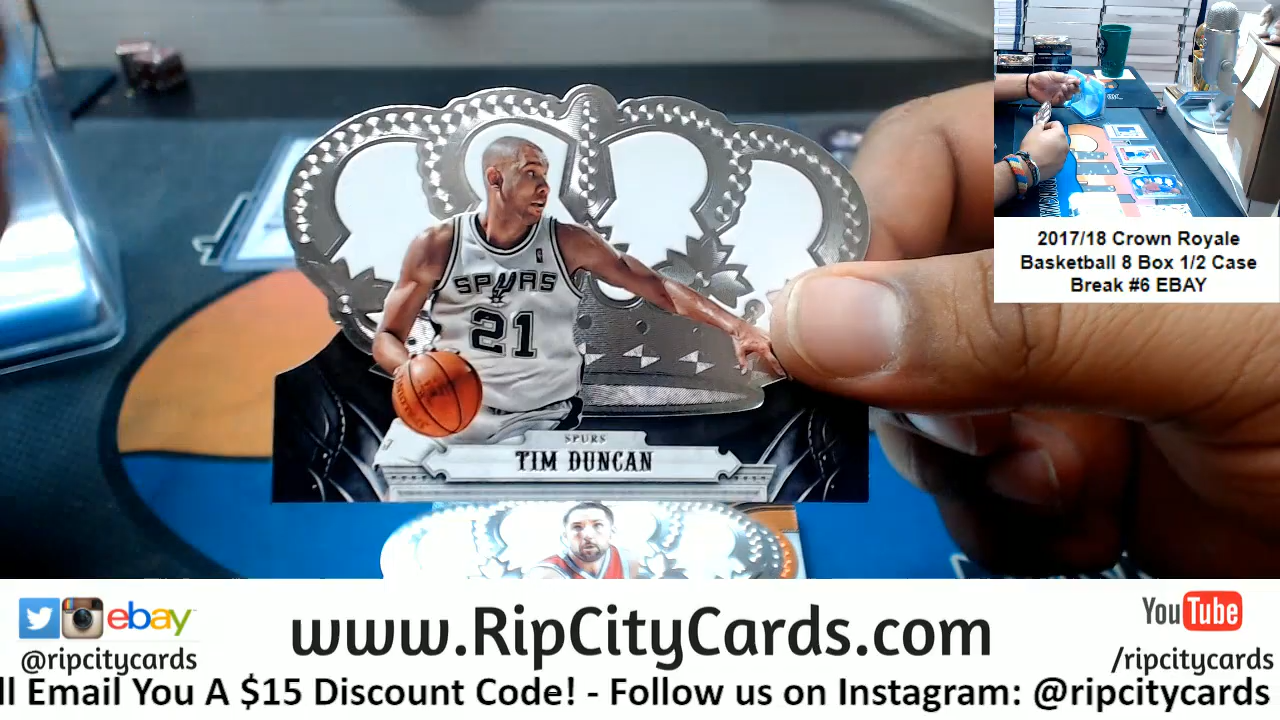 SPURS
21
SPURS
TIM DUNCAN
2017/18 Crown Royale
Basketball 8 Box 1/2 Case
Break #6 EBAY
ebay
@ripcitycards
www.RipCityCards.com
YouTube
/ripcitycards
ll Email You A $15 Discount Code! - Follow us on Instagram: @ripcitycards